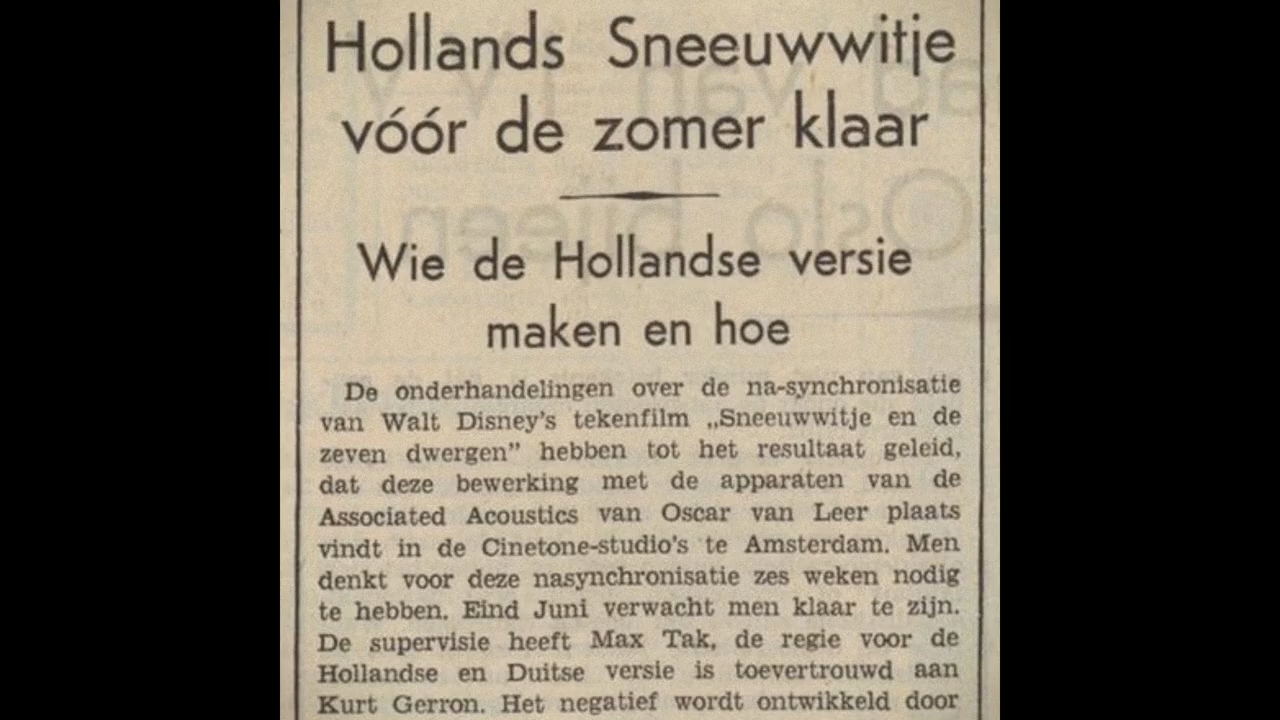 Hollands Sneeuwwitje
vóór de zomer klaar
Wie de Hollandse versie
maken en hoe
De onderhandelingen over de na-synchronisatie
van Walt Disney's tekenfilm „Sneeuwwitje en de
zeven dwergen” hebben tot het resultaat geleid,
dat deze bewerking met de apparaten van de
Associated Acoustics van Oscar van Leer plaats
vindt in de Cinetone-studio's te Amsterdam. Men
denkt voor deze nasynchronisatie zes weken nodig
te hebben. Eind Juni verwacht men klaar te zijn.
De supervisie heeft Max Tak, de regie voor de
Hollandse en Duitse versie is toevertrouwd aan
Kurt Gerron. Het negatief wordt ontwikkeld door